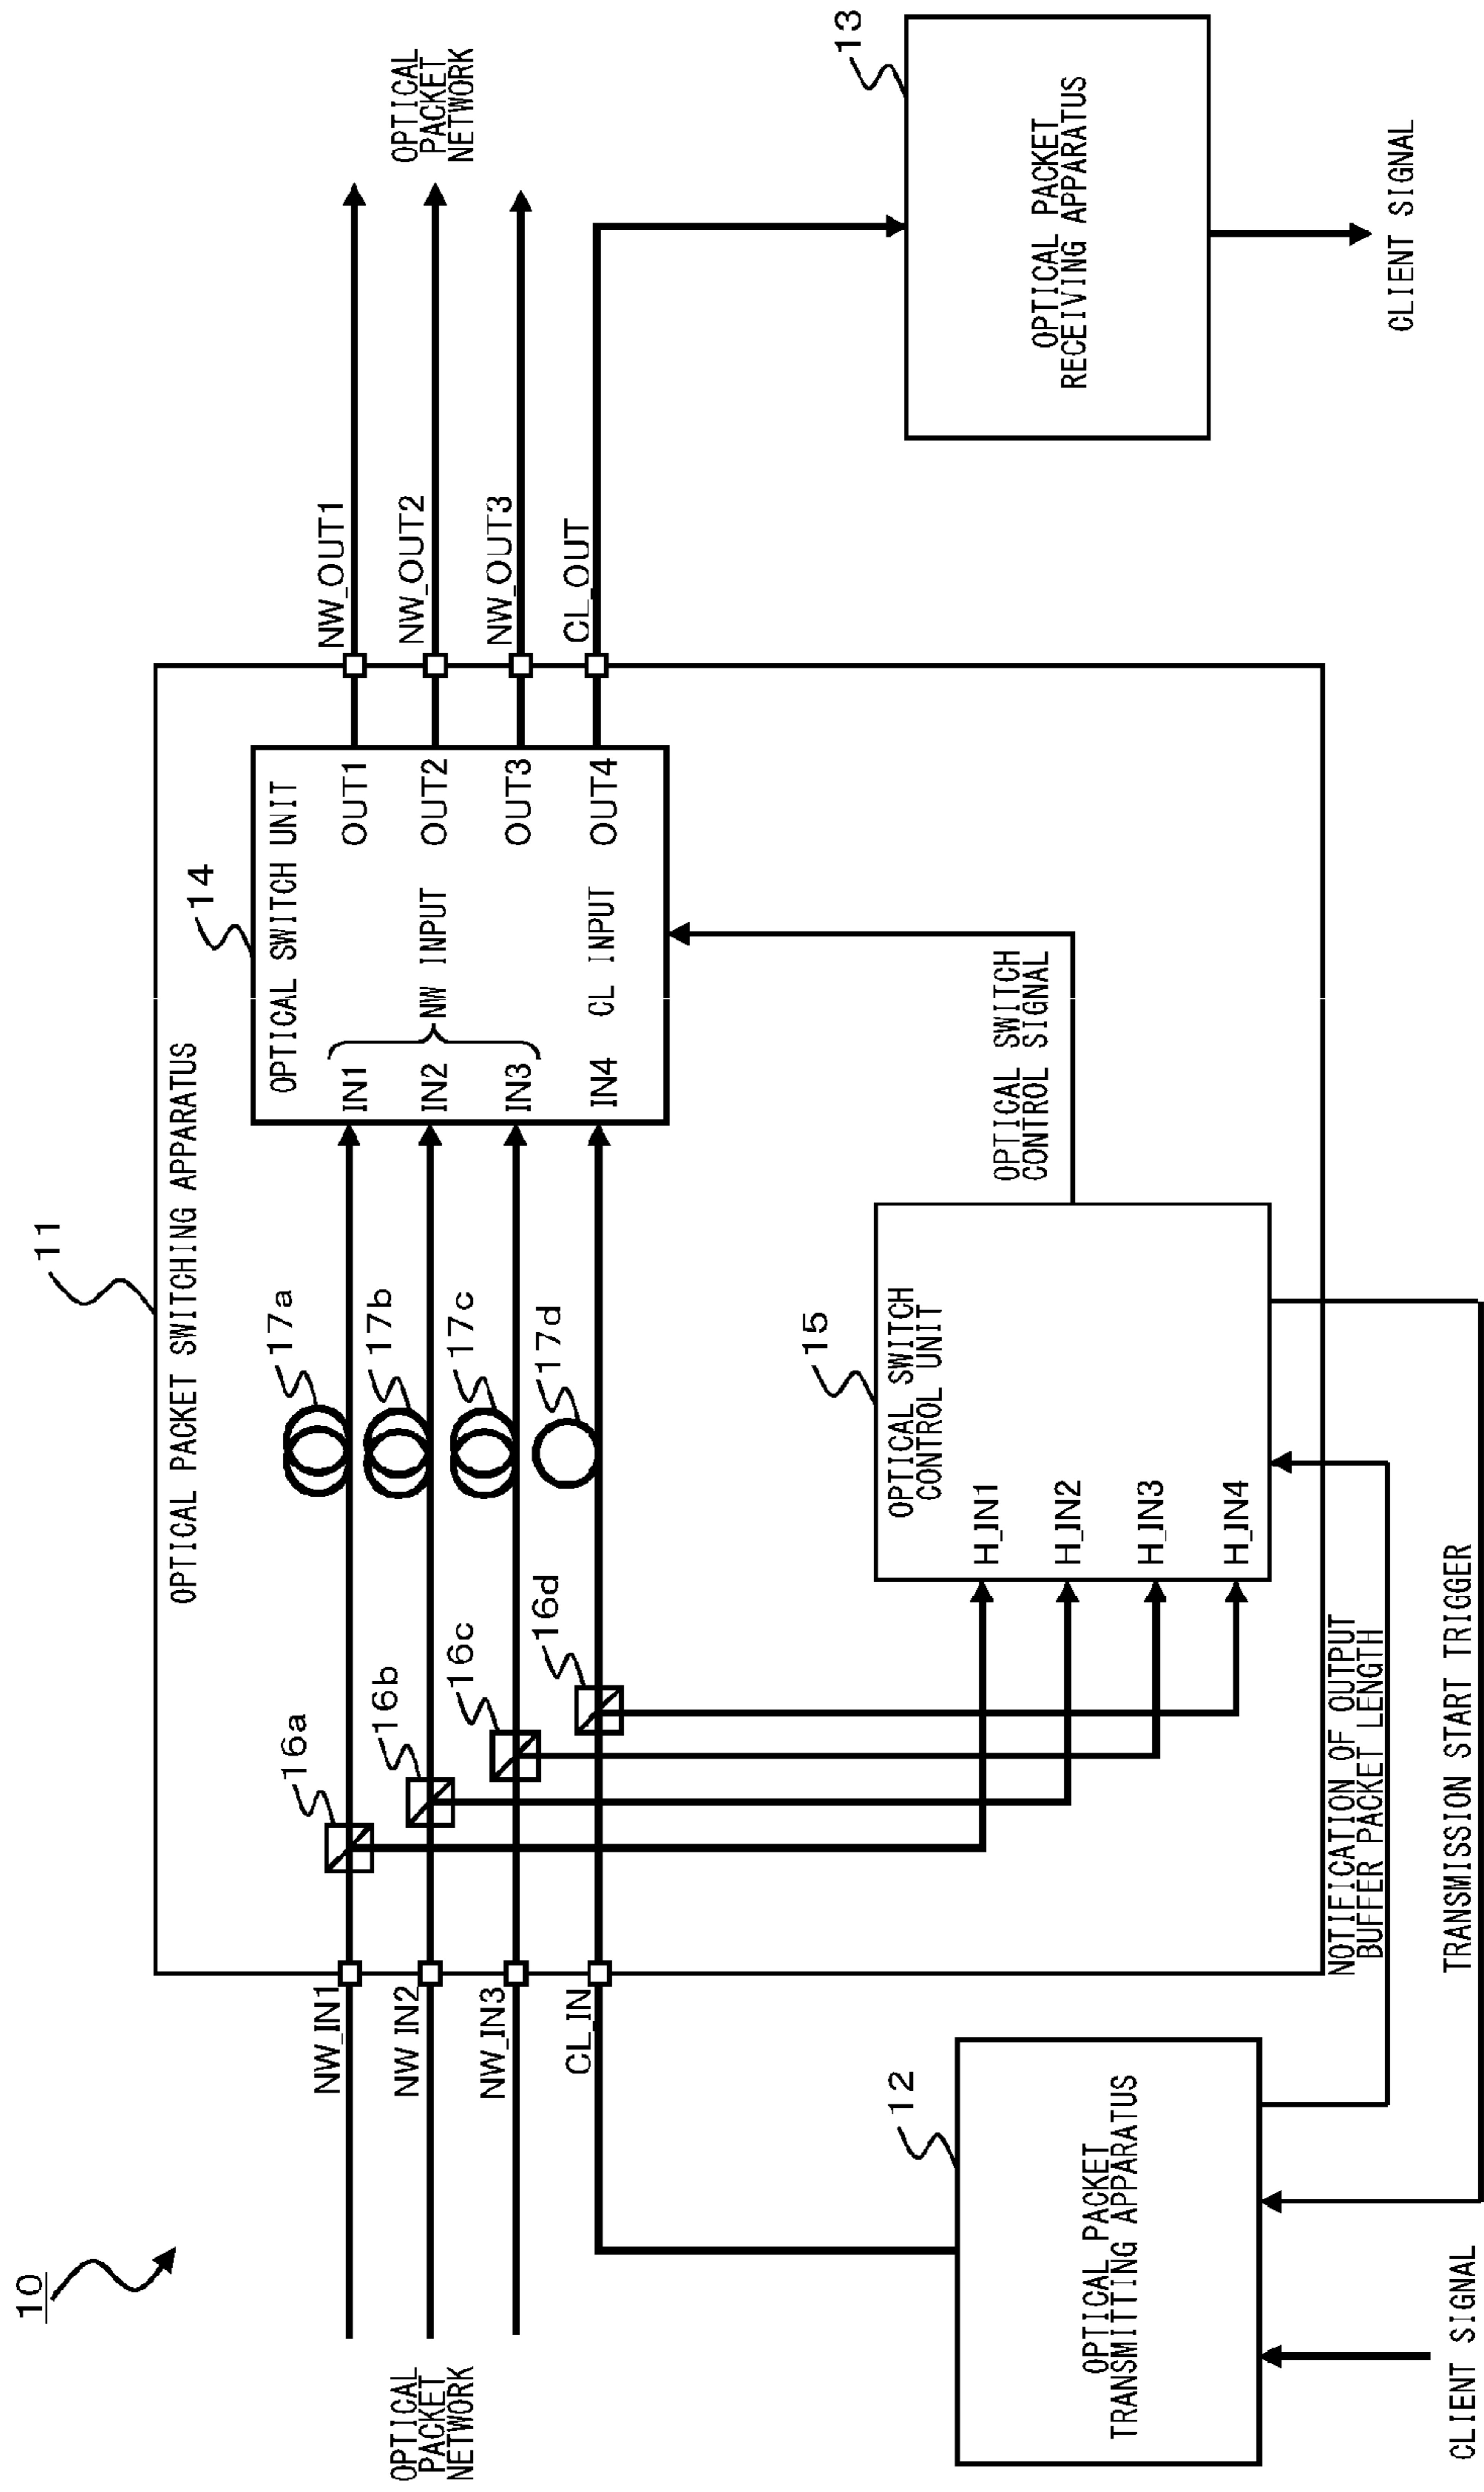 10
11
OPTICAL PACKET SWITCHING APPARATUS
OPTICAL
PACKET
NETWORK
NW_IN1
NW_IN2
NW_IN3
CL_IN
16a
16b
16c
16d
17a
17b
17c
17d
14
OPTICAL SWITCH UNIT
IN1
IN2
IN3
IN4
NW INPUT
CL INPUT
OUT1
OUT2
OUT3
OUT4
NW_OUT1
NW_OUT2
NW_OUT3
CL_OUT
OPTICAL
PACKET
NETWORK
12
OPTICAL PACKET
TRANSMITTING APPARATUS
CLIENT SIGNAL
15
OPTICAL SWITCH
CONTROL UNIT
H_IN1
H_IN2
H_IN3
H_IN4
OPTICAL SWITCH
CONTROL SIGNAL
NOTIFICATION OF OUTPUT
BUFFER PACKET LENGTH
TRANSMISSION START TRIGGER
13
OPTICAL PACKET
RECEIVING APPARATUS
CLIENT SIGNAL